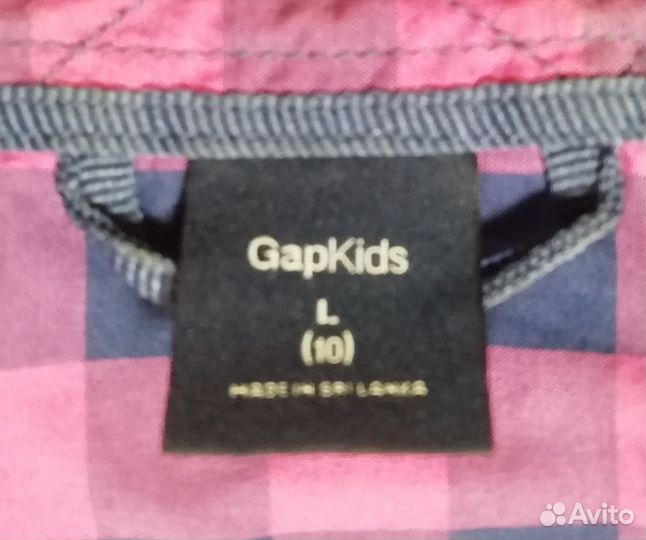 GapKids
L
(10)
MADE IN SRI LANKA
Avito